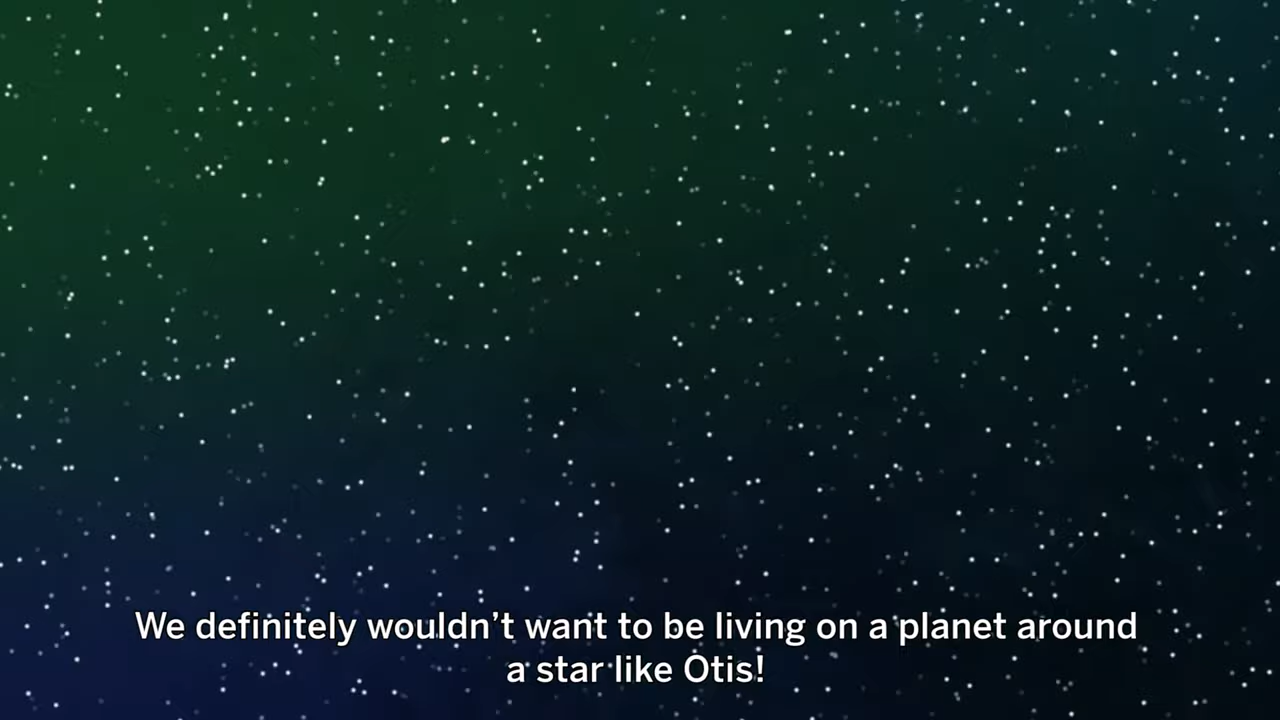 We definitely wouldn’t want to be living on a planet around
a star like Otis!